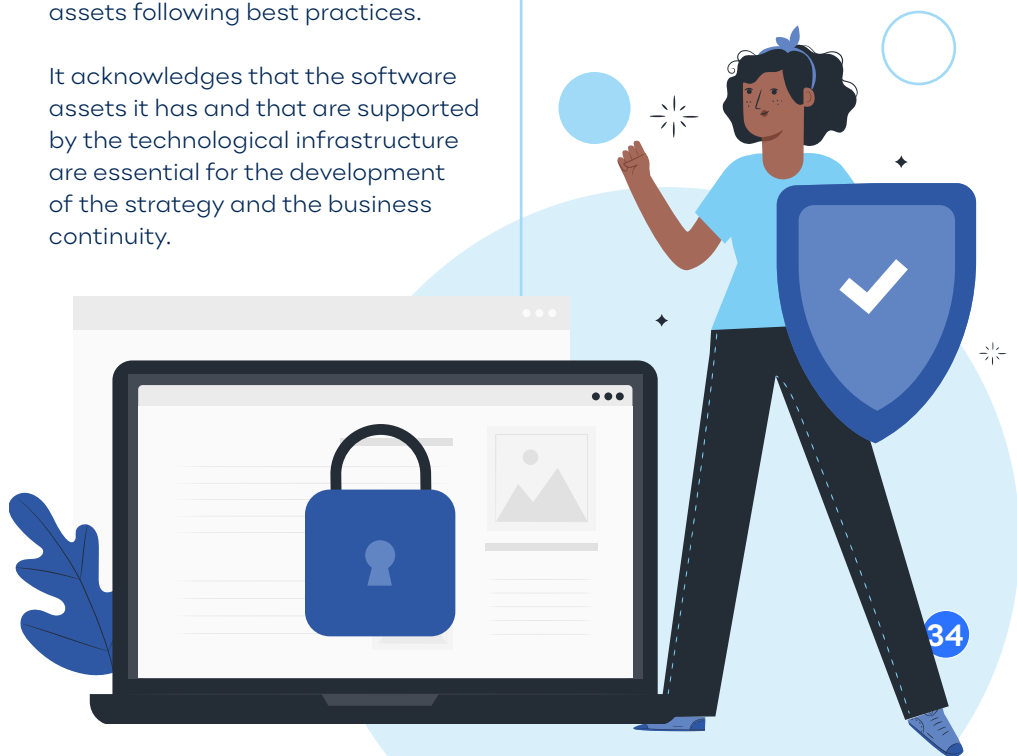 assets following best practices.
It acknowledges that the software
assets it has and that are supported
by the technological infrastructure
are essential for the development
of the strategy and the business
continuity.
34